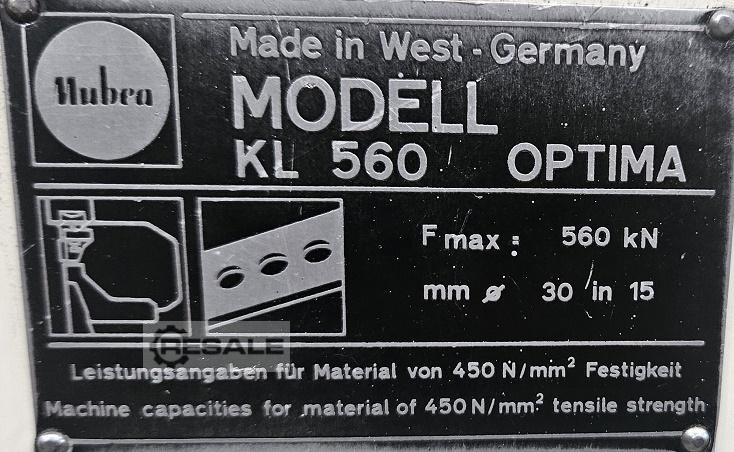 Nubra
Made in West - Germany
MODELL
KL 560 OPTIMA
F max : 560 kN
mm ø 30 in 15
RESALE
Leistungsangaben für Material von 450 N/mm² Festigkeit
Machine capacities for material of 450 N/mm² tensile strength